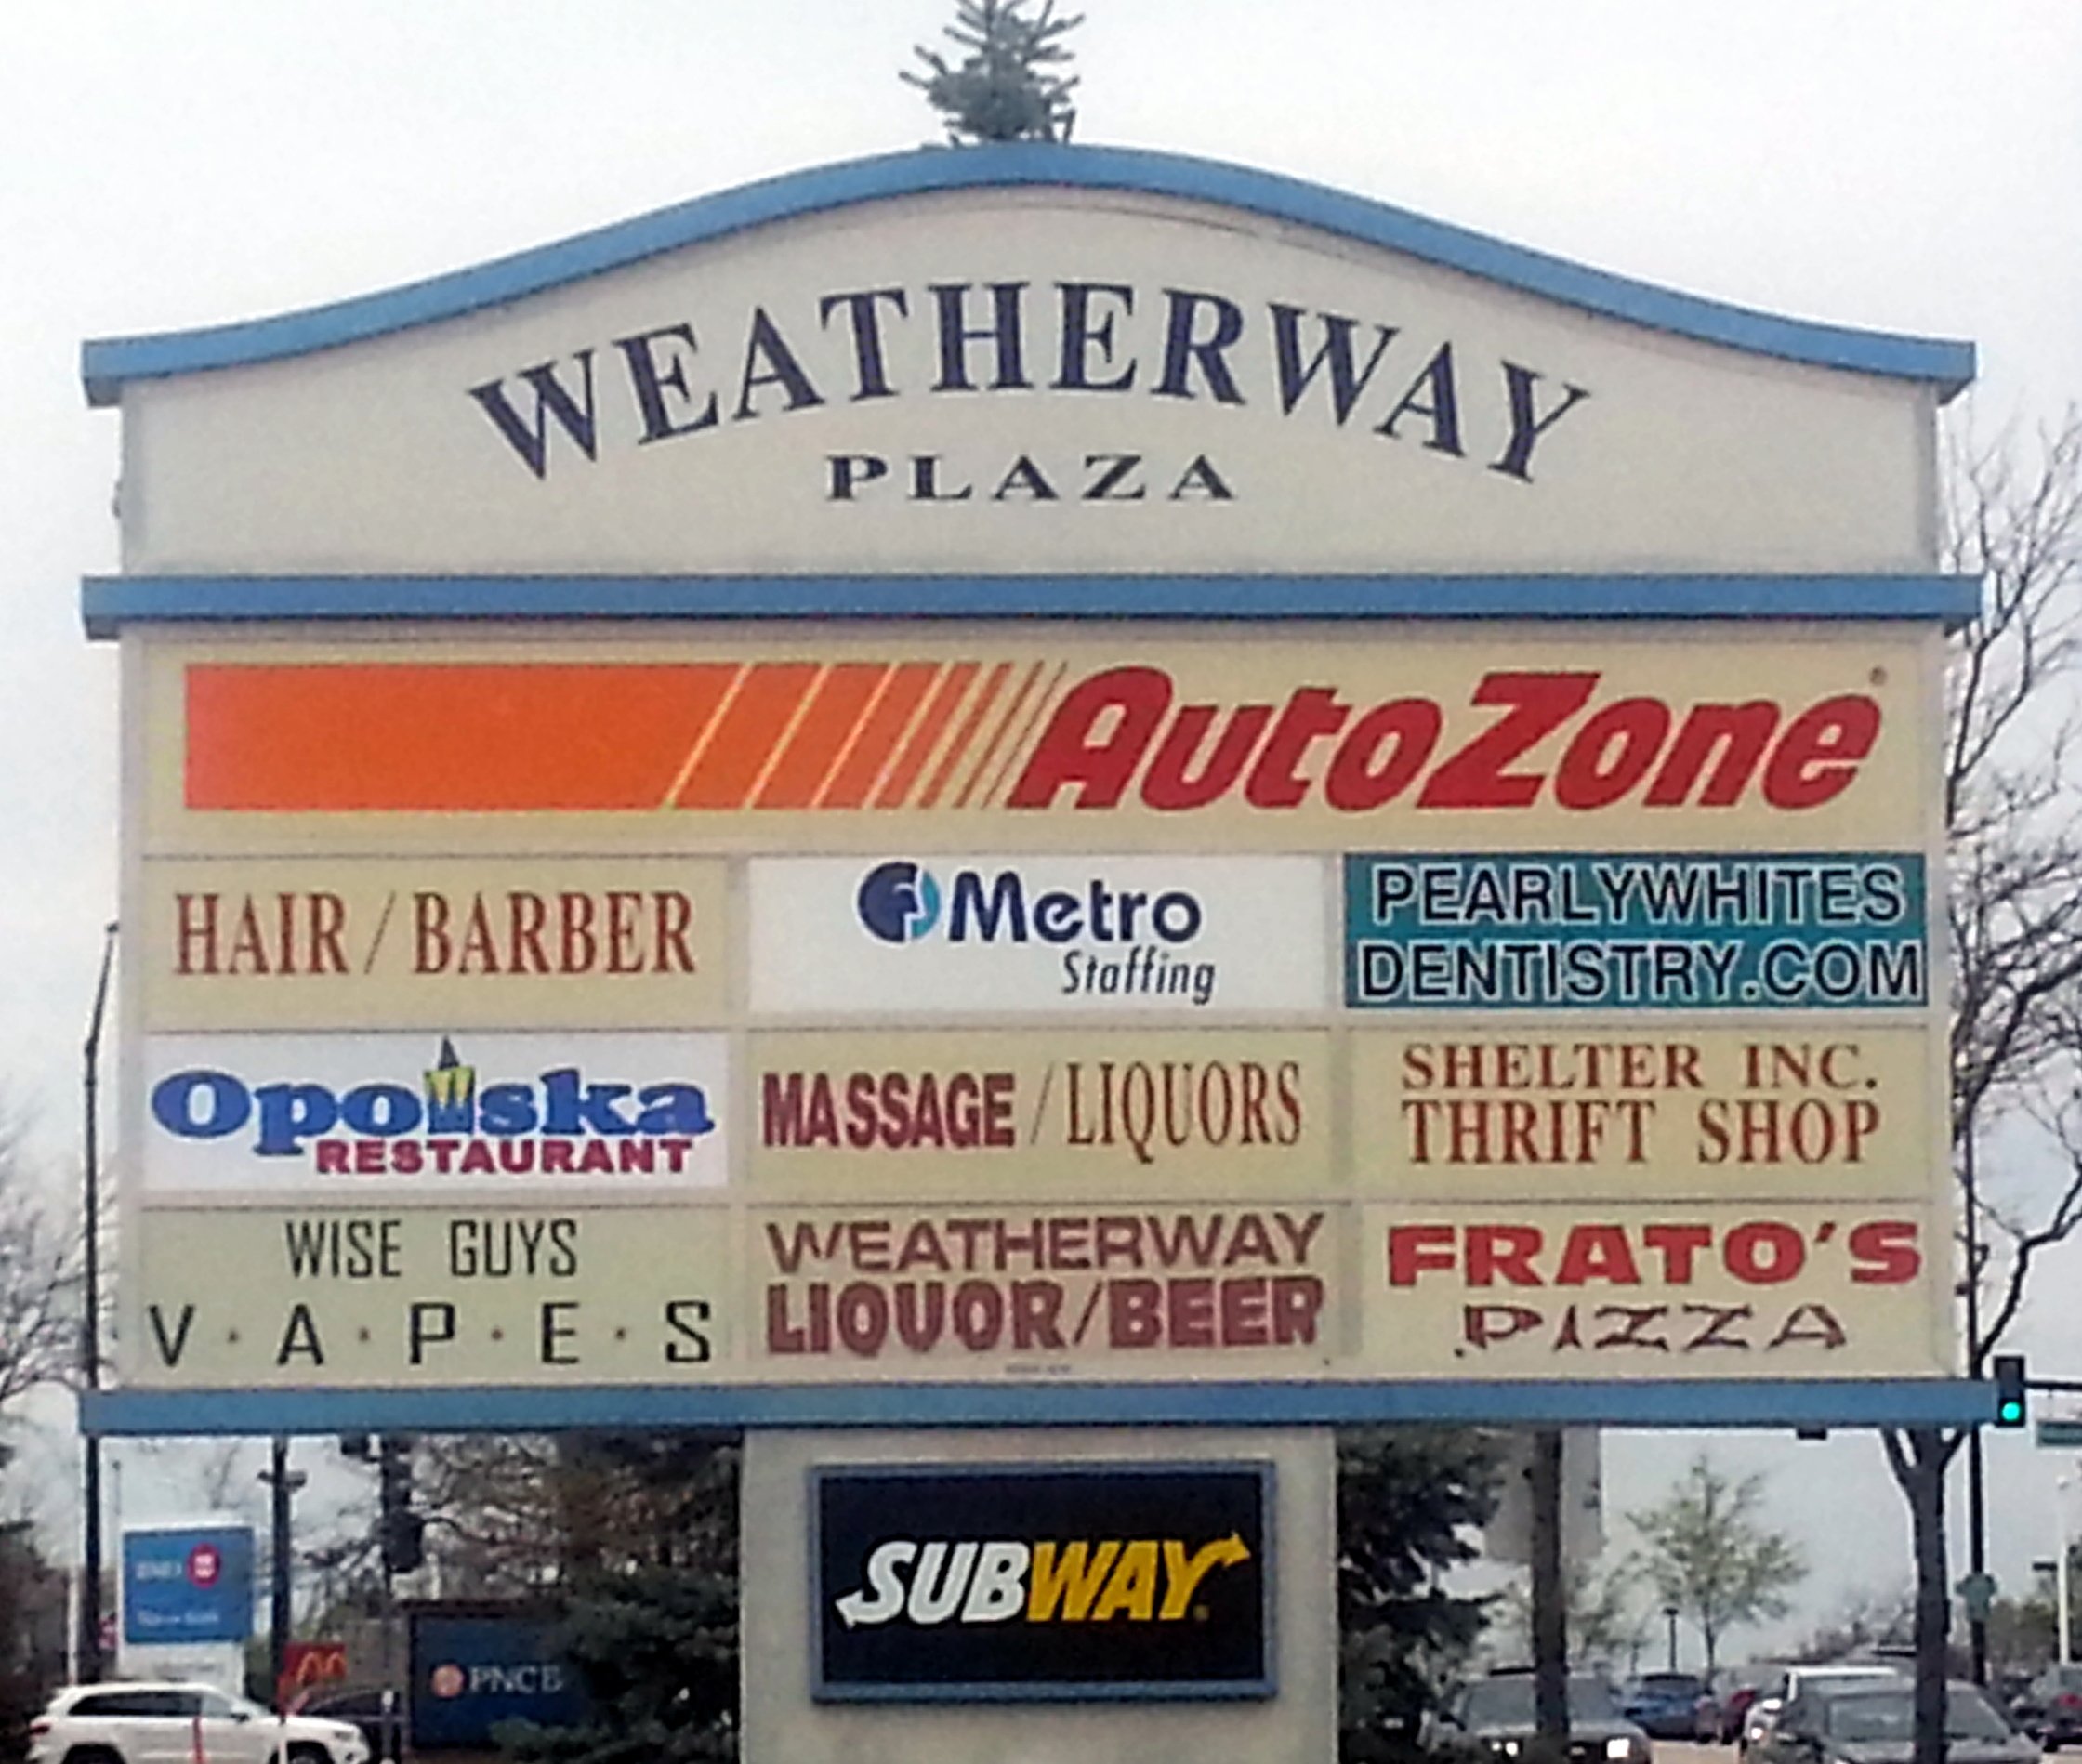 WEATHERWAY
PLAZA
AutoZone
HAIR / BARBER
Metro
Staffing
PEARLYWHITES
DENTISTRY.COM
Opolska
RESTAURANT
MASSAGE / LIQUORS
SHELTER INC.
THRIFT SHOP
WISE GUYS
V·A·P·E·S
WEATHERWAY
LIQUOR/BEER
FRATO'S
PIZZA
SUBWAY
PNCB